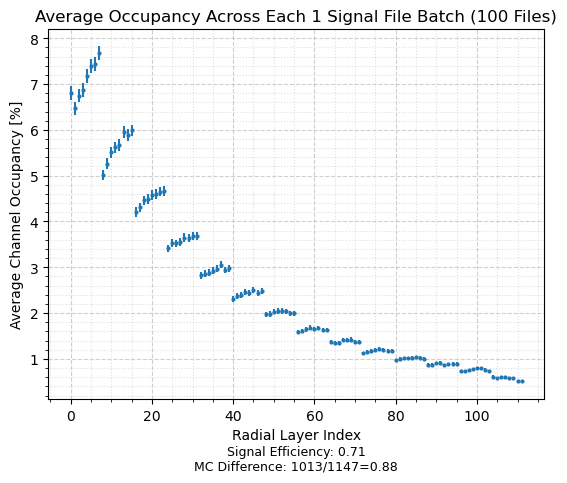 Average Occupancy Across Each 1 Signal File Batch (100 Files)
Average Channel Occupancy [%]
8
7
6
5
4
3
2
1
0 20 40 60 80 100
Radial Layer Index
Signal Efficiency: 0.71
MC Difference: 1013/1147=0.88